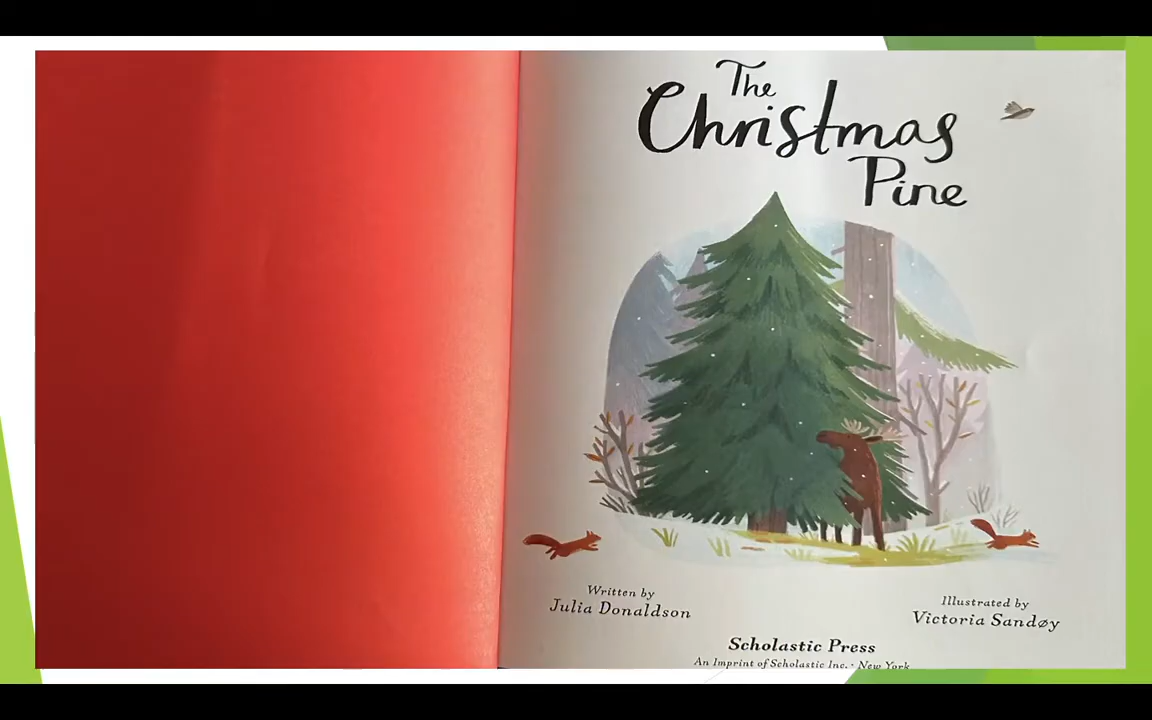 The
Christmas
Pine
Written by
Julia Donaldson
Illustrated by
Victoria Sandøy
Scholastic Press
An Imprint of Scholastic Inc. · New York